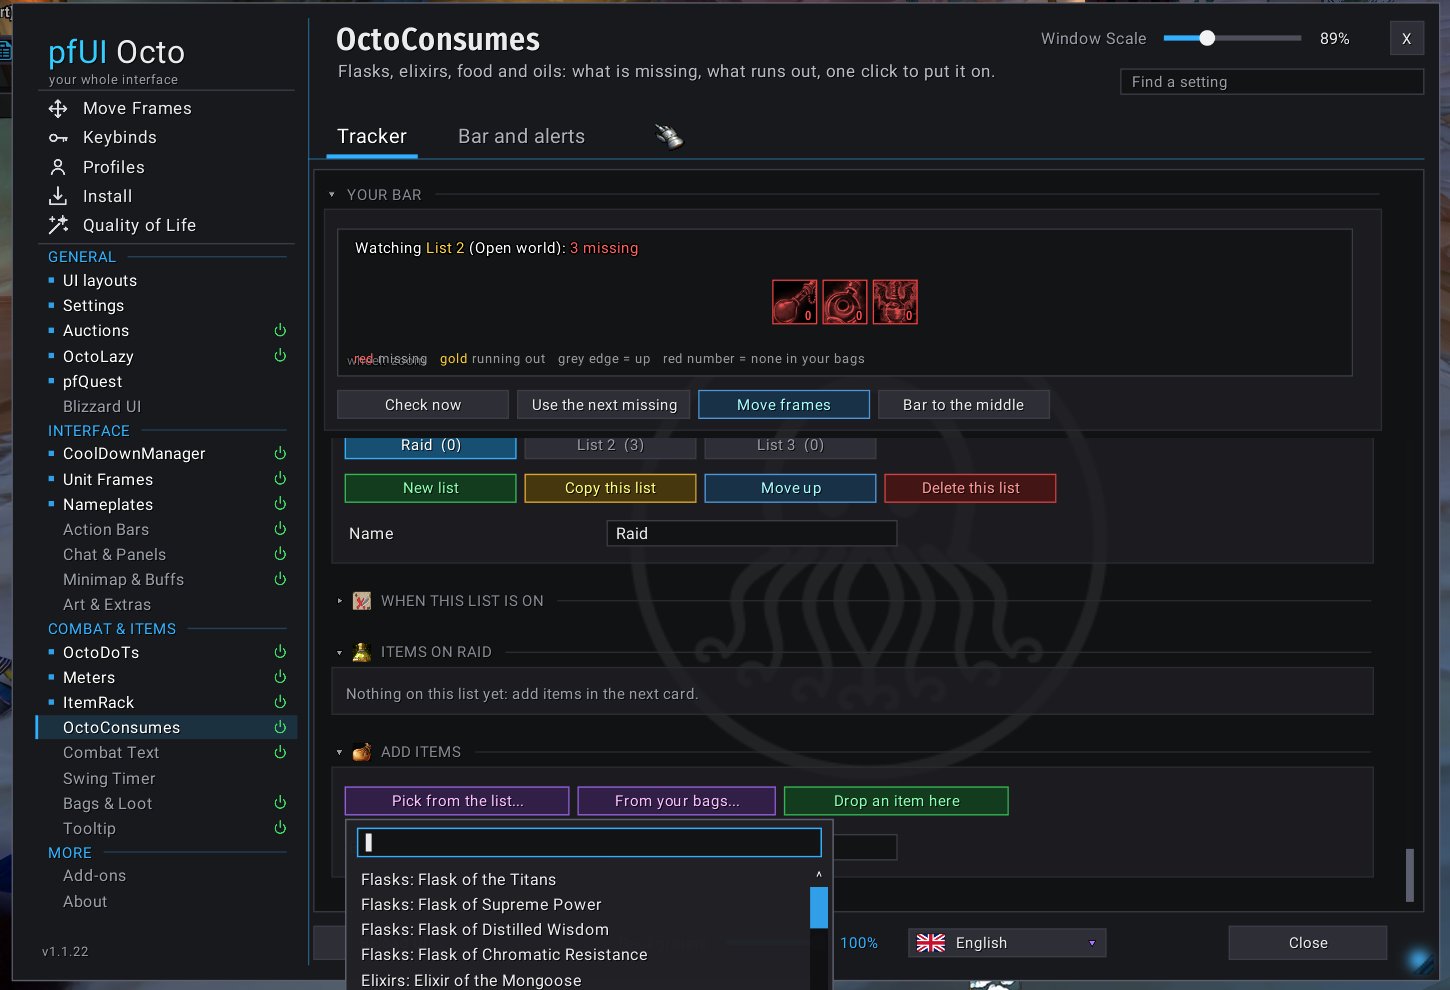 rt]
pfUI Octo
your whole interface
Move Frames
Keybinds
Profiles
Install
Quality of Life
GENERAL
UI layouts
Settings
Auctions
OctoLazy
pfQuest
Blizzard UI
INTERFACE
CoolDownManager
Unit Frames
Nameplates
Action Bars
Chat & Panels
Minimap & Buffs
Art & Extras
COMBAT & ITEMS
OctoDoTs
Meters
ItemRack
OctoConsumes
Combat Text
Swing Timer
Bags & Loot
Tooltip
MORE
Add-ons
About
v1.1.22
OctoConsumes
Flasks, elixirs, food and oils: what is missing, what runs out, one click to put it on.
Window Scale 89% X
Find a setting
Tracker Bar and alerts
YOUR BAR
Watching List 2 (Open world): 3 missing
0 0 0
red missing gold running out grey edge = up red number = none in your bags
Check now Use the next missing Move frames Bar to the middle
Raid (0) List 2 (3) List 3 (0)
New list Copy this list Move up Delete this list
Name Raid
WHEN THIS LIST IS ON
ITEMS ON RAID
Nothing on this list yet: add items in the next card.
ADD ITEMS
Pick from the list... From your bags... Drop an item here
Flasks: Flask of the Titans
Flasks: Flask of Supreme Power
Flasks: Flask of Distilled Wisdom
Flasks: Flask of Chromatic Resistance
Elixirs: Elixir of the Mongoose
100% English Close